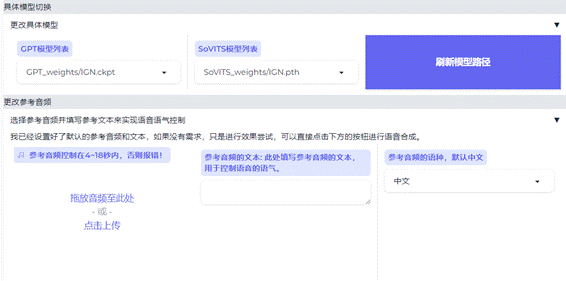 具体模型切换
更改具体模型
GPT模型列表
SoVITS模型列表
GPT_weights/IGN.ckpt
SoVITS_weights/IGN.pth
刷新模型路径
更改参考音频
选择参考音频并填写参考文本来实现语音语气控制
我已经设置好了默认的参考音频和文本，如果没有需求，只是进行效果尝试，可以直接点击下方的按钮进行语音合成。
参考音频控制在4-18秒内，否则报错！
拖放音频至此处
- 或 -
点击上传
参考音频的文本: 此处填写参考音频的文本，
用于控制语音的语气。
参考音频的语种，默认中文
中文